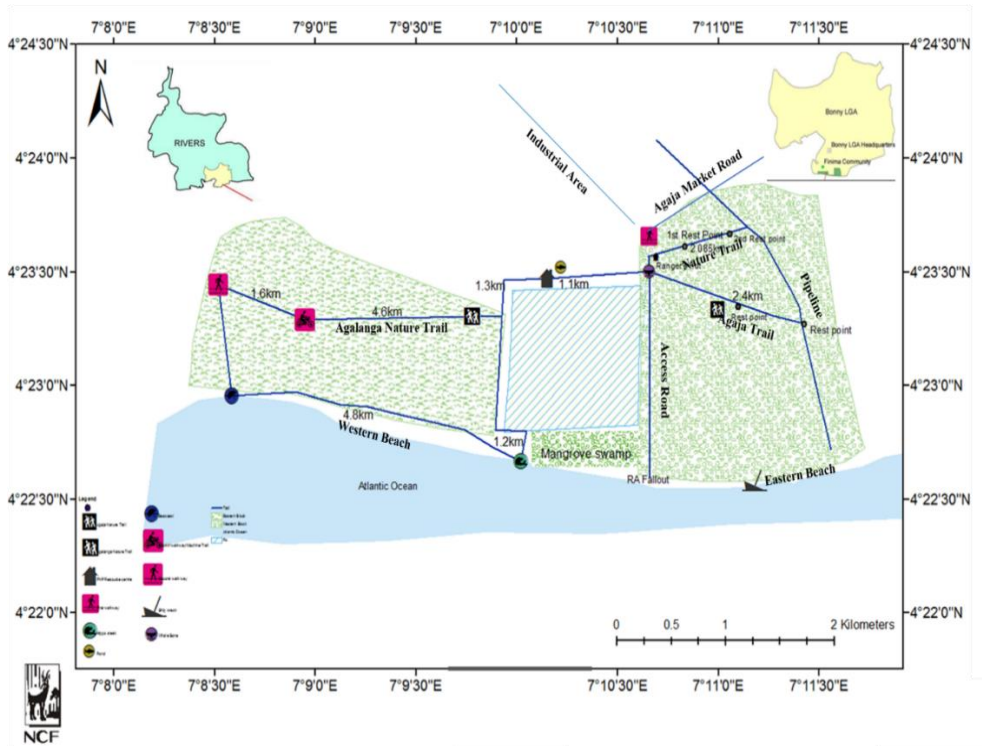 7°8'0"E 7°8'30"E 7°9'0"E 7°9'30"E 7°10'0"E 7°10'30"E 7°11'0"E 7°11'30"E
4°24'30"N 4°24'30"N
N
RIVERS
Bonny LGA
Bonny LGA Headquarters
Finima Community
4°24'0"N 4°24'0"N
Industrial Area
Agaja Market Road
1st Rest Point
2nd Rest point
2.085km
Nature Trail
Ranger
4°23'30"N 4°23'30"N
1.3km
1.1km
1.6km
4.6km
Agalanga Nature Trail
2.4km
Rest point
Agaja Trail
Pipeline
Rest point
Access Road
4°23'0"N 4°23'0"N
4.8km
Western Beach
1.2km
Mangrove swamp
RA Fallout
Eastern Beach
Atlantic Ocean
4°22'30"N 4°22'30"N
Legend
4°22'0"N 4°22'0"N
0 0.5 1 2 Kilometers
7°8'0"E 7°8'30"E 7°9'0"E 7°9'30"E 7°10'0"E 7°10'30"E 7°11'0"E 7°11'30"E
NCF